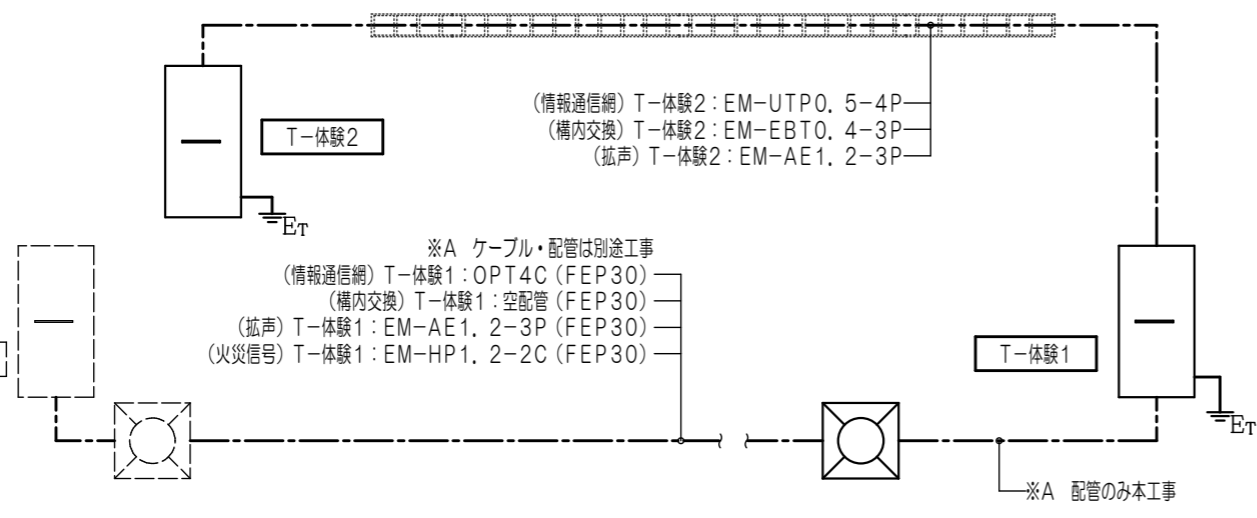 (情報通信網) T−体験2：EM−UTP0．5−4P
(構内交換) T−体験2：EM−EBT0．4−3P
(拡声) T−体験2：EM−AE1．2−3P
T−体験2
ET
※A ケーブル・配管は別途工事
(情報通信網) T−体験1：OPT4C (FEP30)
(構内交換) T−体験1：空配管 (FEP30)
(拡声) T−体験1：EM−AE1．2−3P (FEP30)
(火災信号) T−体験1：EM−HP1．2−2C (FEP30)
T−体験1
ET
※A 配管のみ本工事